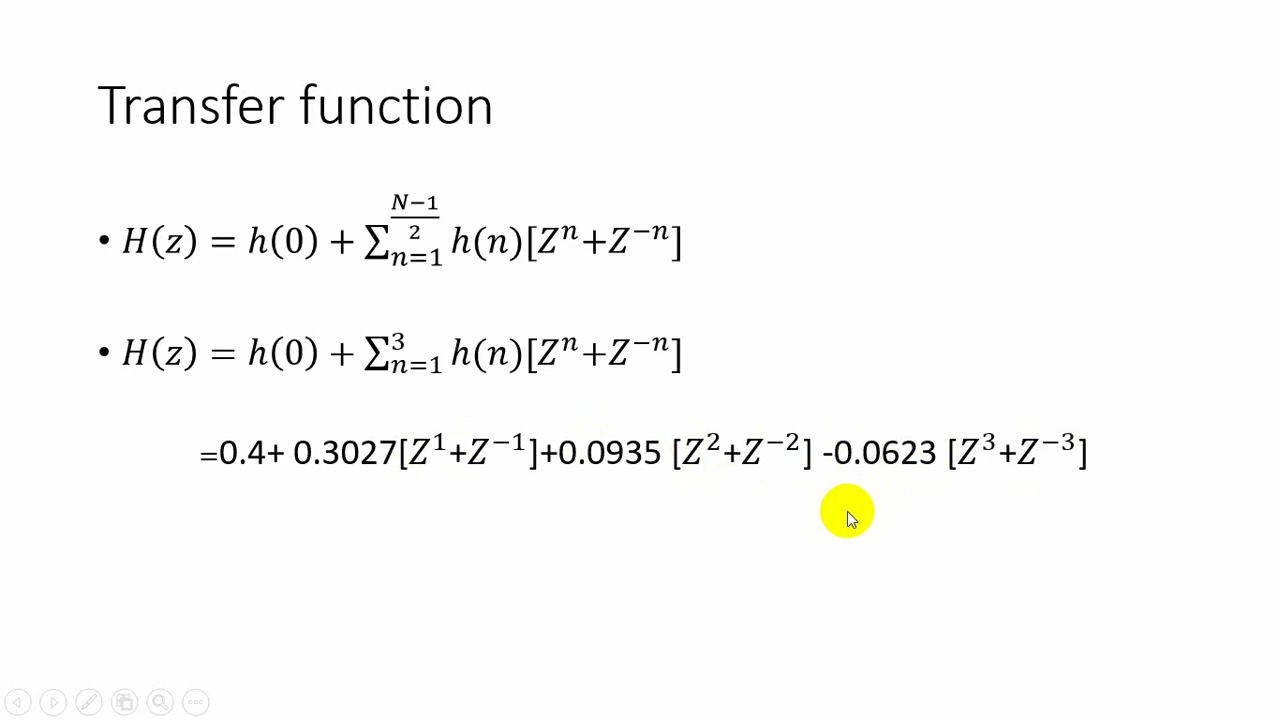 Transfer function
• H(z) = h(0) + ∑_{n=1}^{\frac{N−1}{2}} h(n)[Z^n+Z^{−n}]
• H(z) = h(0) + ∑_{n=1}^{3} h(n)[Z^n+Z^{−n}]
=0.4+ 0.3027[Z^1+Z^{−1}]+0.0935 [Z^2+Z^{−2}] -0.0623 [Z^3+Z^{−3}]